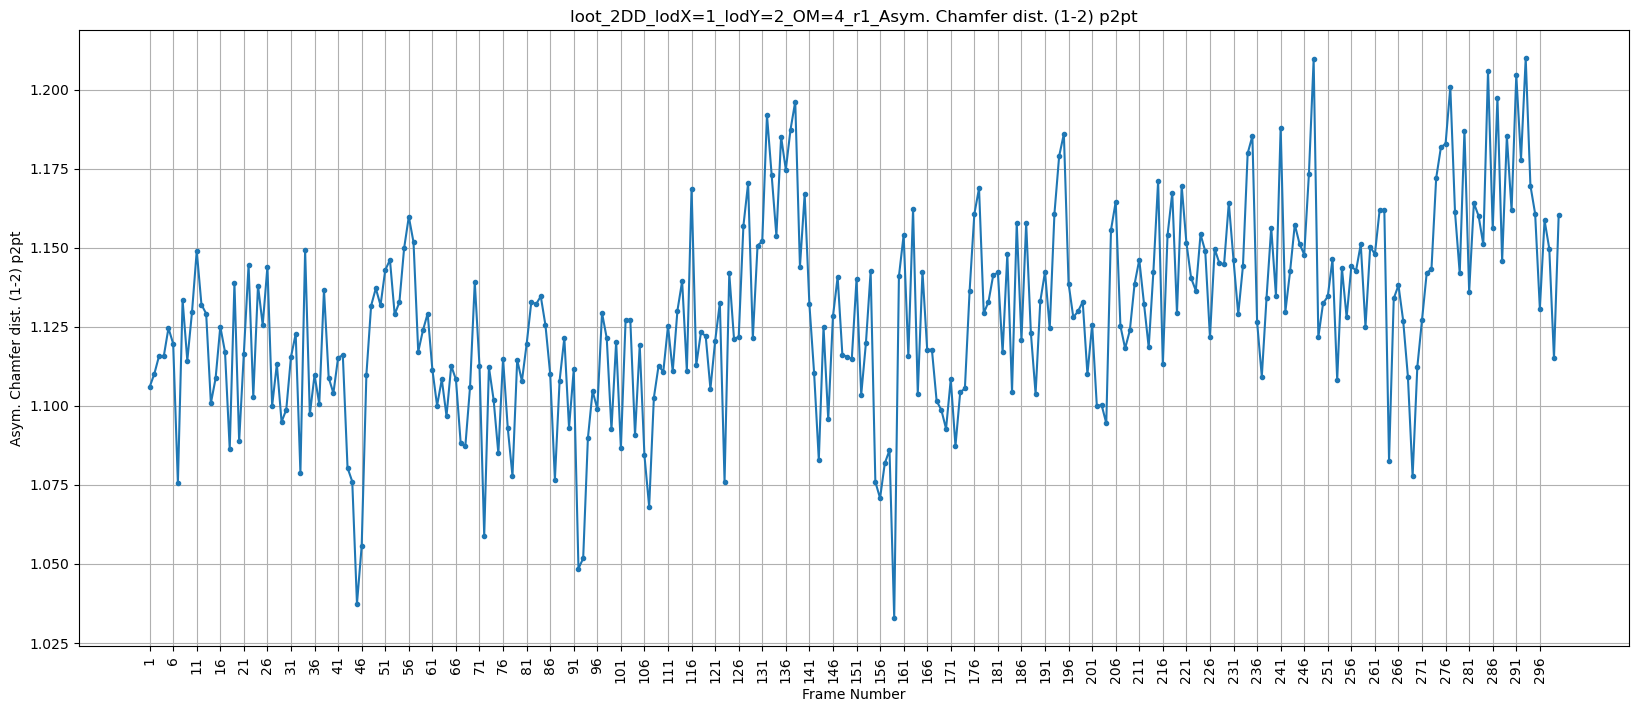 loot_2DD_lodX=1_lodY=2_OM=4_r1_Asym. Chamfer dist. (1-2) p2pt
Asym. Chamfer dist. (1-2) p2pt
1.200
1.175
1.150
1.125
1.100
1.075
1.050
1.025
1 6 11 16 21 26 31 36 41 46 51 56 61 66 71 76 81 86 91 96 101 106 111 116 121 126 131 136 141 146 151 156 161 166 171 176 181 186 191 196 201 206 211 216 221 226 231 236 241 246 251 256 261 266 271 276 281 286 291 296
Frame Number